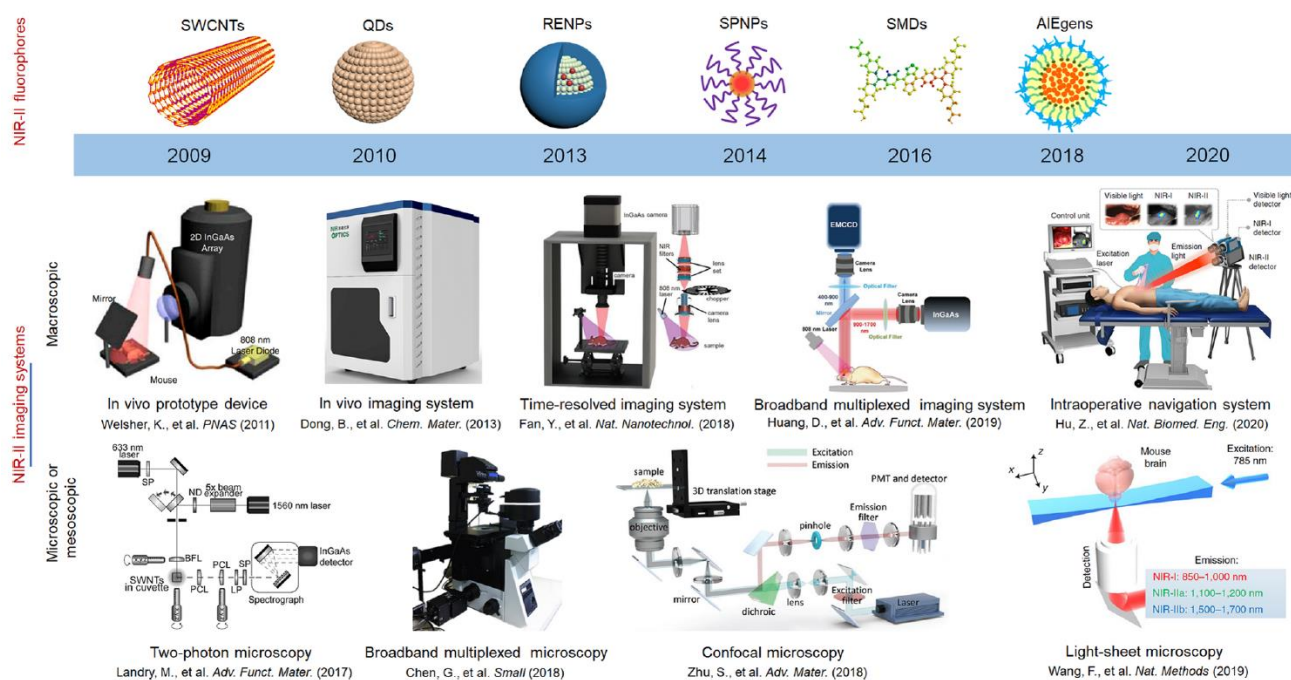 NIR-II fluorophores
SWCNTs
QDs
RENPs
SPNPs
SMDs
AIEgens
2009
2010
2013
2014
2016
2018
2020
NIR-II imaging systems
Macroscopic
2D InGaAs
Array
Mirror
808 nm
Laser Diode
Mouse
In vivo prototype device
Welsher, K., et al. PNAS (2011)
OPTICS
In vivo imaging system
Dong, B., et al. Chem. Mater. (2013)
InGaAs camera
NIR
filters
lens
set
camera
808 nm
laser
chopper
camera
lens
sample
Time-resolved imaging system
Fan, Y., et al. Nat. Nanotechnol. (2018)
EMCCD
Camera
Lens
Optical Filter
400-900
nm
Mirror
808 nm Laser
900-1700
nm
Optical Filter
Camera
Lens
InGaAs
Broadband multiplexed imaging system
Huang, D., et al. Adv. Funct. Mater. (2019)
Visible light
NIR-I
NIR-II
Control unit
Excitation
laser
Emission
light
Visible light
detector
NIR-I
detector
NIR-II
detector
Intraoperative navigation system
Hu, Z., et al. Nat. Biomed. Eng. (2020)
Microscopic or
mesoscopic
633 nm
laser
SP
ND
5x beam
expander
1560 nm laser
BFL
SWNTs
in cuvette
PCL
PCL
LP
SP
InGaAs
detector
Spectrograph
Two-photon microscopy
Landry, M., et al. Adv. Funct. Mater. (2017)
Broadband multiplexed microscopy
Chen, G., et al. Small (2018)
Excitation
Emission
sample
3D translation stage
objective
mirror
dichroic
lens
pinhole
Emission
filter
PMT and detector
Excitation
filter
Laser
Confocal microscopy
Zhu, S., et al. Adv. Mater. (2018)
z
x
y
Mouse
brain
Excitation:
785 nm
Detection
Emission:
NIR-I: 850–1,000 nm
NIR-IIa: 1,100–1,200 nm
NIR-IIb: 1,500–1,700 nm
Light-sheet microscopy
Wang, F., et al. Nat. Methods (2019)